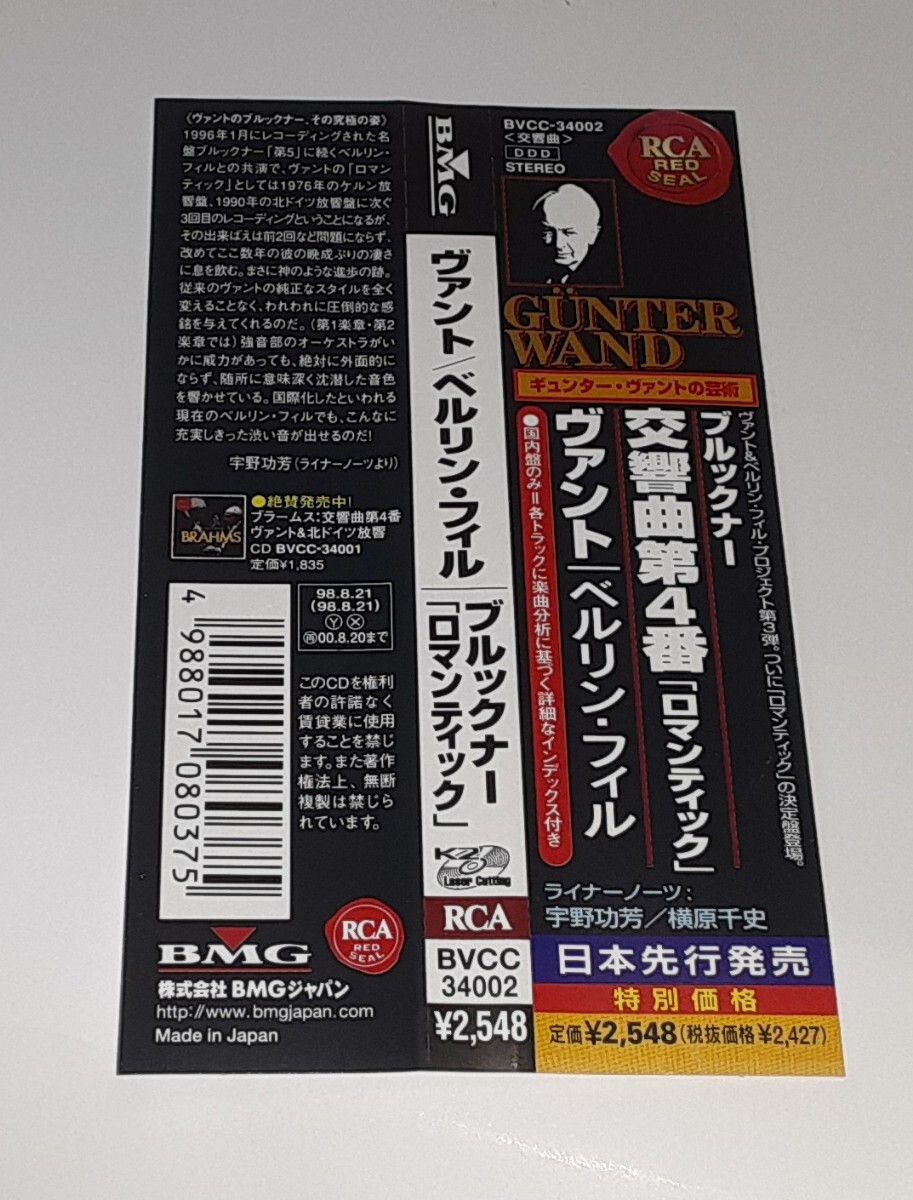 《ヴァントのブルックナー、その究極の姿》
1996年1月にレコーディングされた名
盤ブルックナー「第5」に続くベルリン・
フィルとの共演で、ヴァントの「ロマン
ティック」としては1976年のケルン放
響盤、1990年の北ドイツ放響盤に次ぐ
3回目のレコーディングということになるが、
その出来ばえは前2回など問題にならず、
改めてここ数年の彼の晩成ぶりの凄さ
に息を飲む。まさに神のような進歩の跡。
従来のヴァントの純正なスタイルを全く
変えることなく、われわれに圧倒的な感
銘を与えてくれるのだ。(第1楽章・第2
楽章では)強音部のオーケストラがい
かに威力があっても、絶対に外面的に
ならず、随所に意味深く沈潜した音色
を響かせている。国際化したといわれる
現在のベルリン・フィルでも、こんなに
充実しきった渋い音が出せるのだ!
宇野功芳(ライナーノーツより)
BRAHMS
●絶賛発売中!
ブラームス:交響曲第4番
ヴァント&北ドイツ放響
CD BVCC-34001
定価¥1,835
4 988017 080375
98.8.21
(98.8.21)
Ⓨ Ⓧ
再00.8.20まで
このCDを権利
者の許諾なく
賃貸業に使用
することを禁じ
ます。また著作
権法上、無断
複製は禁じら
れています。
BMG
RCA
RED
SEAL
株式会社BMGジャパン
http://www.bmgjapan.com
Made in Japan
BMG
ヴァント/ベルリン・フィル
ブルックナー
「ロマンティック」
K2
Laser Cutting
RCA
BVCC
34002
¥2,548
BVCC-34002
<交響曲>
DDD
STEREO
RCA
RED
SEAL
GÜNTER
WAND
ギュンター・ヴァントの芸術
ヴァント&ベルリン・フィル・プロジェクト第3弾。ついに「ロマンティック」の決定盤登場。
ブルックナー
交響曲第4番「ロマンティック」
ヴァント/ベルリン・フィル
●国内盤のみ=各トラックに楽曲分析に基づく詳細なインデックス付き
ライナーノーツ:
宇野功芳/横原千史
日本先行発売
特別価格
定価¥2,548(税抜価格¥2,427)